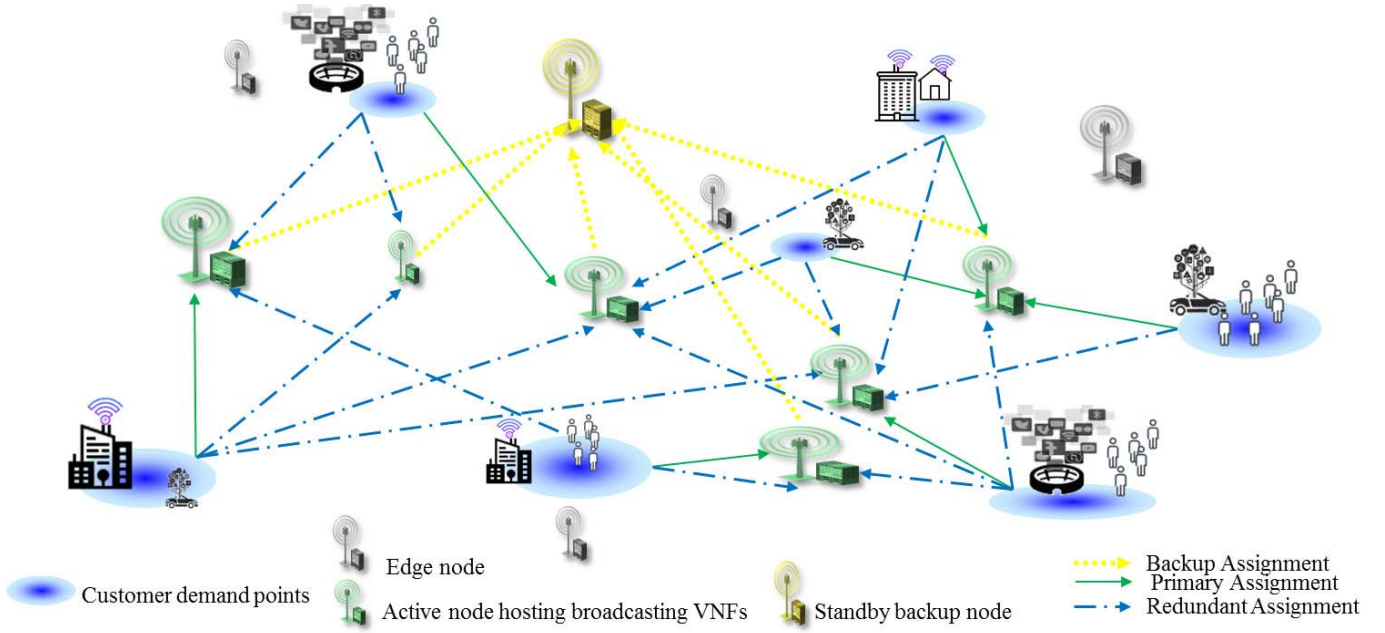 Edge node
Customer demand points
Active node hosting broadcasting VNFs
Standby backup node
Backup Assignment
Primary Assignment
Redundant Assignment